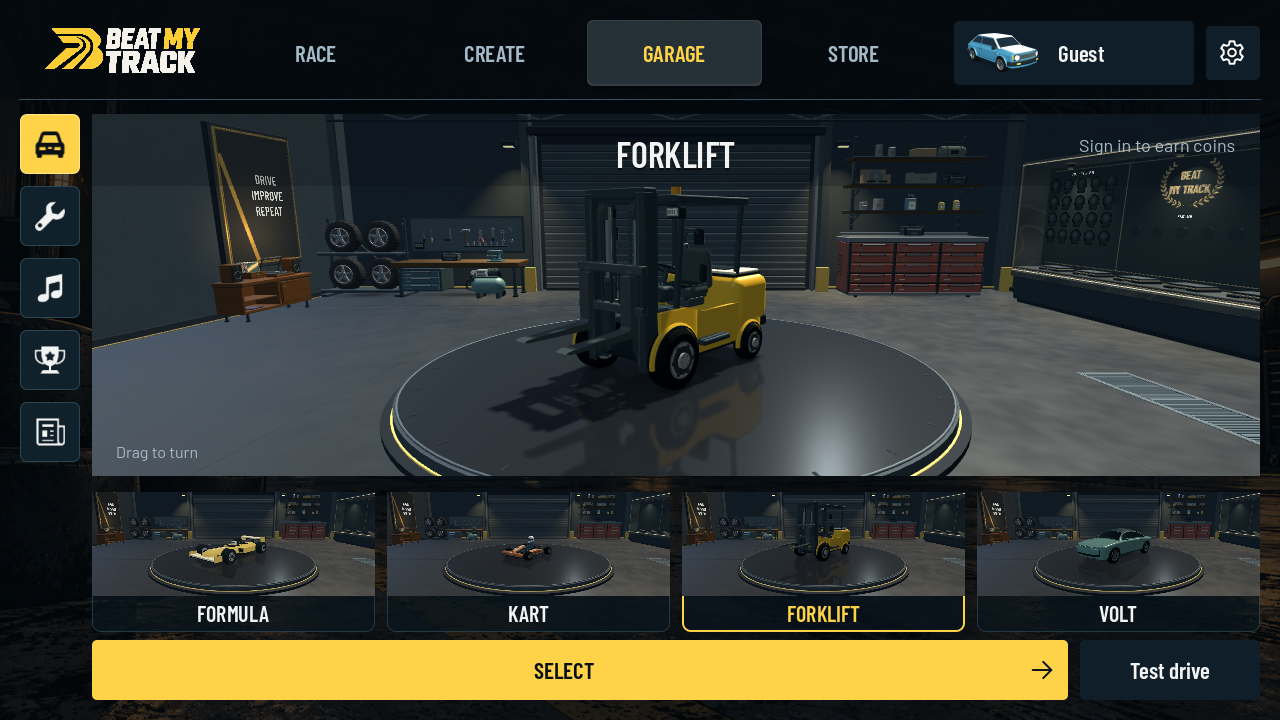 BEAT MY
TRACK
RACE
CREATE
GARAGE
STORE
Guest
FORKLIFT
Sign in to earn coins
DRIVE
IMPROVE
REPEAT
BEAT
MY TRACK
Drag to turn
FORMULA
KART
FORKLIFT
VOLT
SELECT
Test drive